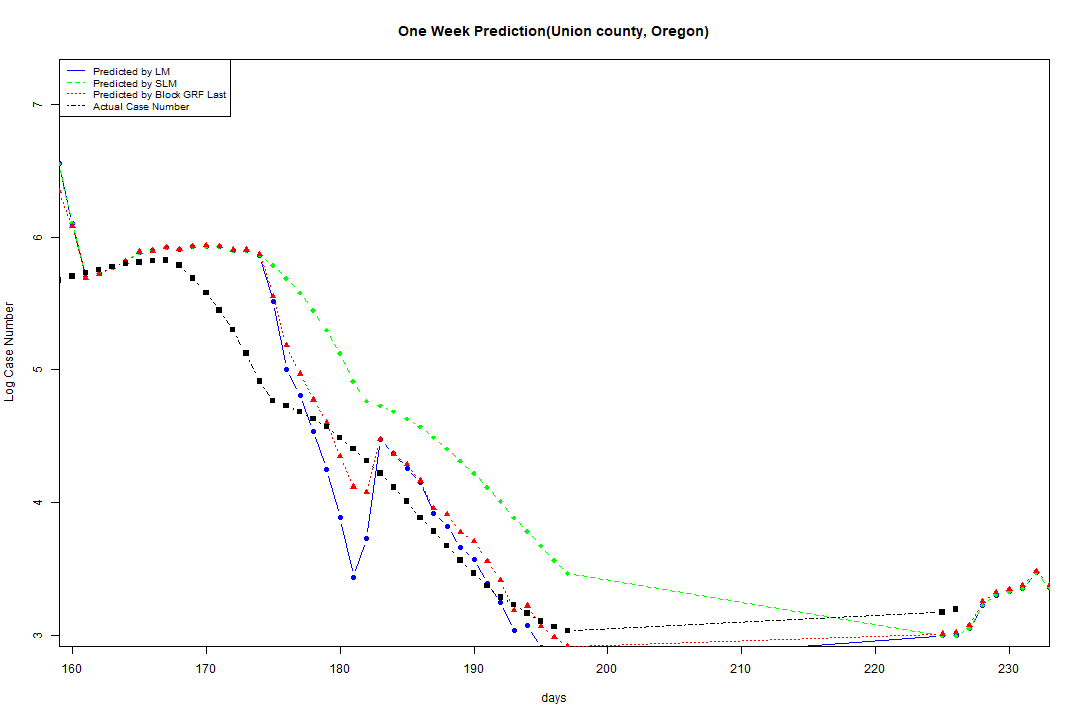 One Week Prediction(Union county, Oregon)
Predicted by LM
Predicted by SLM
Predicted by Block GRF Last
Actual Case Number
7
6
5
4
3
Log Case Number
160 170 180 190 200 210 220 230
days